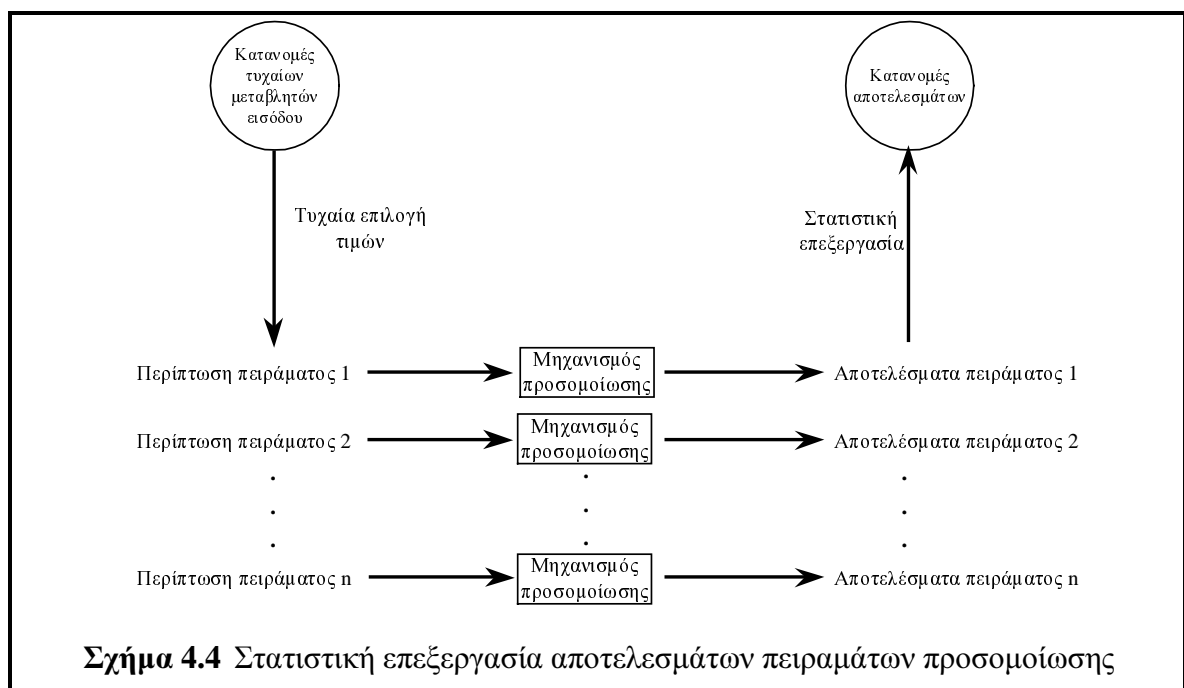 Κατανομές
τυχαίων
μεταβλητών
εισόδου
Κατανομές
αποτελεσμάτων
Τυχαία επιλογή
τιμών
Στατιστική
επεξεργασία
Περίπτωση πειράματος 1
Μηχανισμός
προσομοίωσης
Αποτελέσματα πειράματος 1
Περίπτωση πειράματος 2
Μηχανισμός
προσομοίωσης
Αποτελέσματα πειράματος 2
Περίπτωση πειράματος n
Μηχανισμός
προσομοίωσης
Αποτελέσματα πειράματος n
Σχήμα 4.4 Στατιστική επεξεργασία αποτελεσμάτων πειραμάτων προσομοίωσης